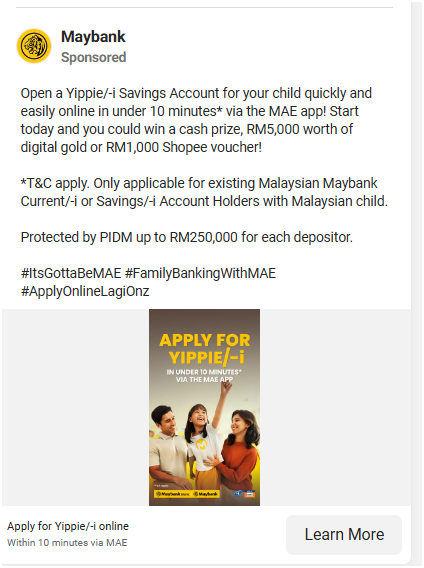 Maybank
Sponsored
Open a Yippie/-i Savings Account for your child quickly and
easily online in under 10 minutes* via the MAE app! Start
today and you could win a cash prize, RM5,000 worth of
digital gold or RM1,000 Shopee voucher!
*T&C apply. Only applicable for existing Malaysian Maybank
Current/-i or Savings/-i Account Holders with Malaysian child.
Protected by PIDM up to RM250,000 for each depositor.
#ItsGottaBeMAE #FamilyBankingWithMAE
#ApplyOnlineLagiOnz
APPLY FOR
YIPPIE/-i
IN UNDER 10 MINUTES*
VIA THE MAE APP
Maybank Maybank
Apply for Yippie/-i online
Within 10 minutes via MAE
Learn More